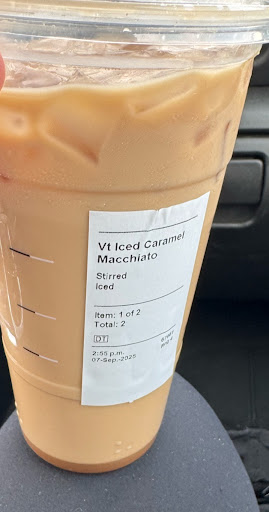 Vt Iced Caramel
Macchiato
Stirred
Iced
Item: 1 of 2
Total: 2
DT
2:55 p.m.
07-Sep.-2025